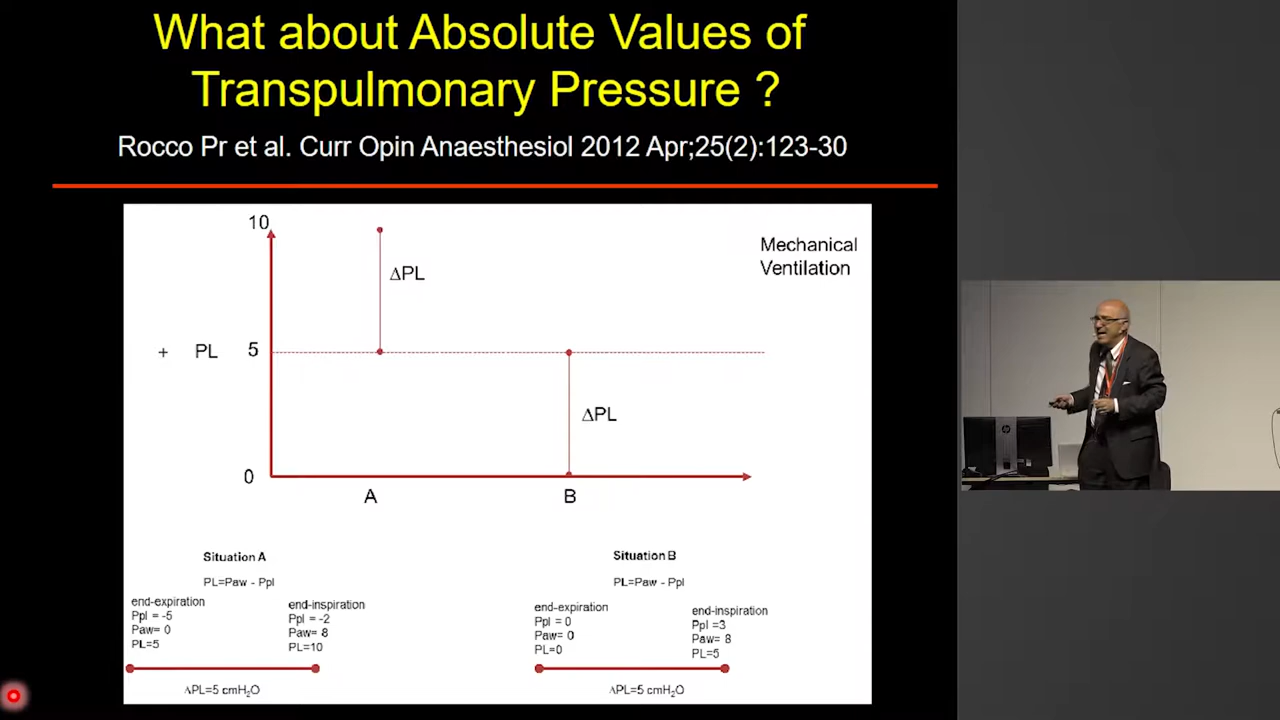 What about Absolute Values of
Transpulmonary Pressure ?
Rocco Pr et al. Curr Opin Anaesthesiol 2012 Apr;25(2):123-30
10
Mechanical
Ventilation
ΔPL
+ PL 5
ΔPL
0
A B
Situation A
PL=Paw - Ppl
end-expiration
Ppl = -5
Paw= 0
PL=5
end-inspiration
Ppl = -2
Paw= 8
PL=10
ΔPL=5 cmH₂O
Situation B
PL=Paw - Ppl
end-expiration
Ppl = 0
Paw= 0
PL=0
end-inspiration
Ppl =3
Paw= 8
PL=5
ΔPL=5 cmH₂O